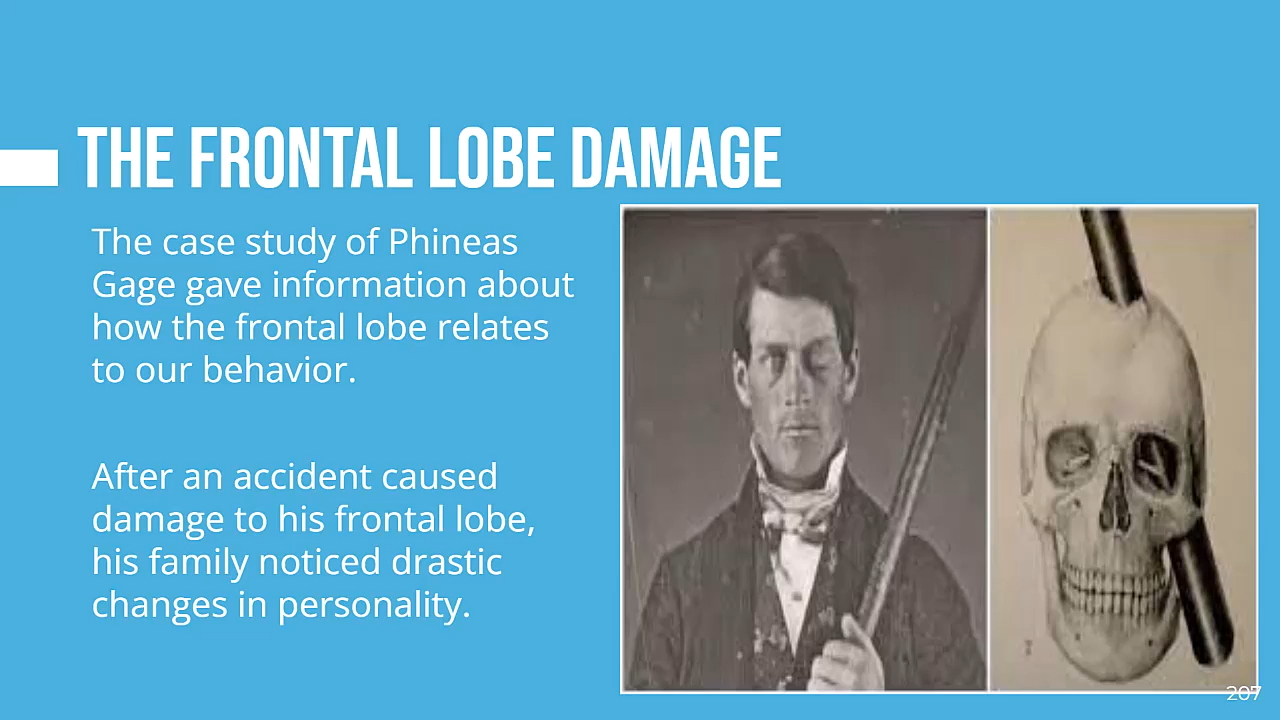 THE FRONTAL LOBE DAMAGE
The case study of Phineas
Gage gave information about
how the frontal lobe relates
to our behavior.
After an accident caused
damage to his frontal lobe,
his family noticed drastic
changes in personality.
207